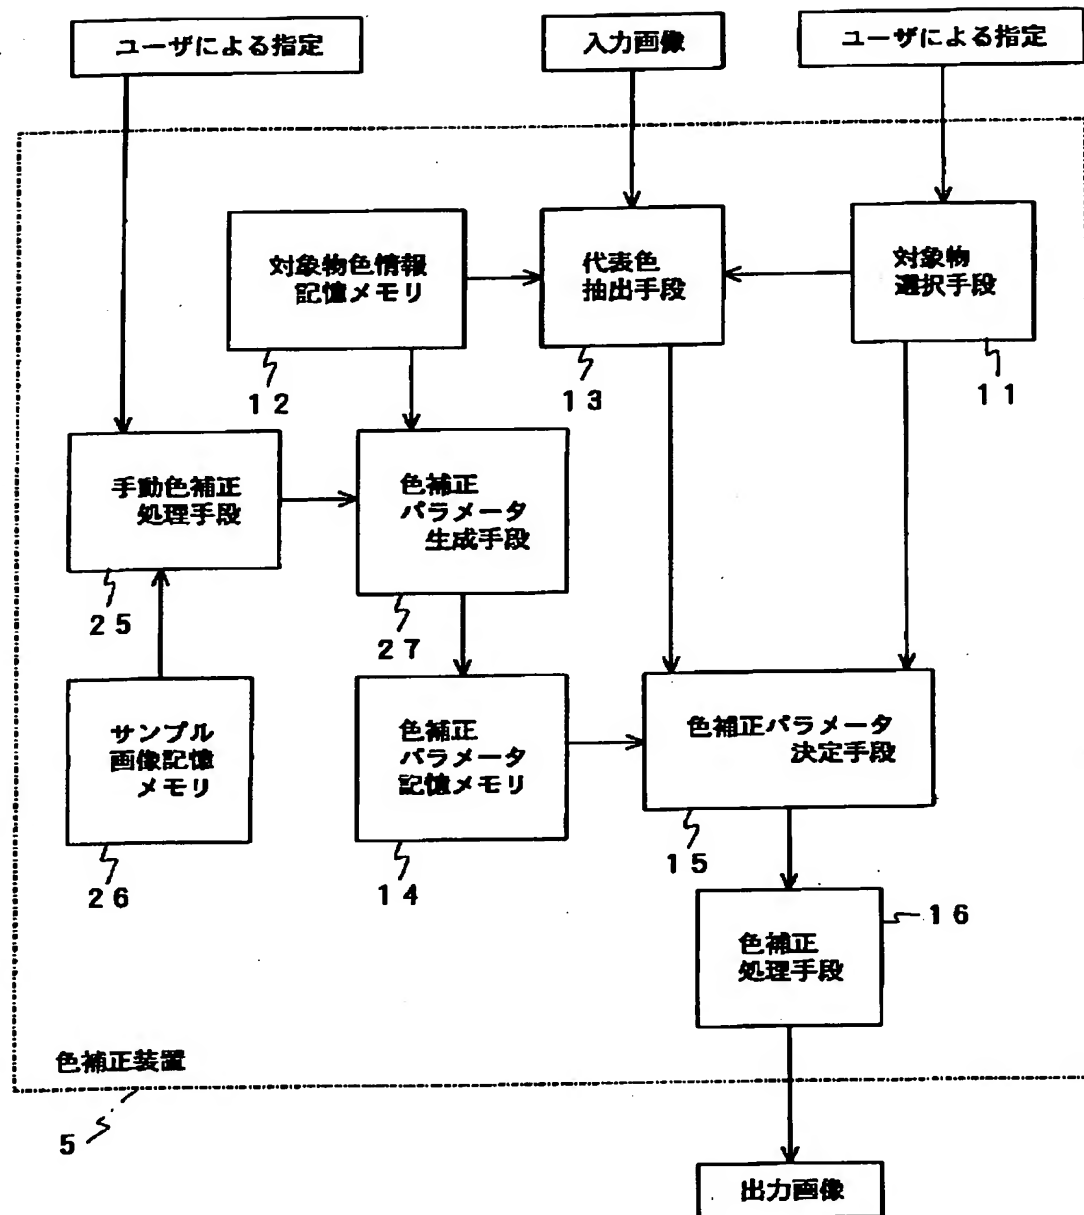 ユーザによる指定
入力画像
ユーザによる指定
対象物色情報
記憶メモリ
代表色
抽出手段
対象物
選択手段
12
13
11
手動色補正
処理手段
色補正
パラメータ
生成手段
25
27
サンプル
画像記憶
メモリ
色補正
パラメータ
記憶メモリ
色補正パラメータ
決定手段
26
14
15
色補正
処理手段
16
色補正装置
5
出力画像